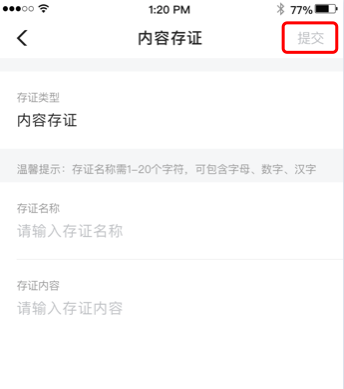 1:20 PM 77%
内容存证 提交
存证类型
内容存证
温馨提示：存证名称需1-20个字符，可包含字母、数字、汉字
存证名称
请输入存证名称
存证内容
请输入存证内容